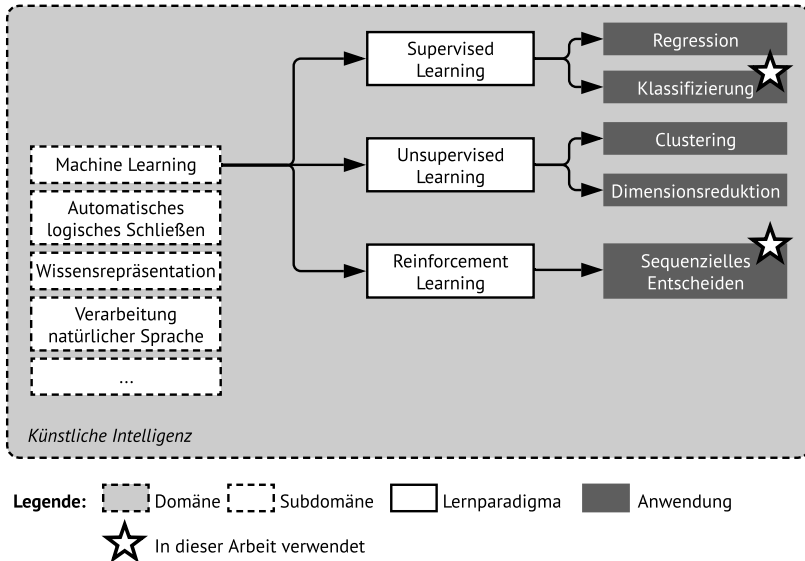 Supervised
Learning
Regression
Klassifizierung
Machine Learning
Unsupervised
Learning
Clustering
Dimensionsreduktion
Automatisches
logisches Schließen
Wissensrepräsentation
Reinforcement
Learning
Sequenzielles
Entscheiden
Verarbeitung
natürlicher Sprache
...
Künstliche Intelligenz
Legende: Domäne Subdomäne Lernparadigma Anwendung
In dieser Arbeit verwendet